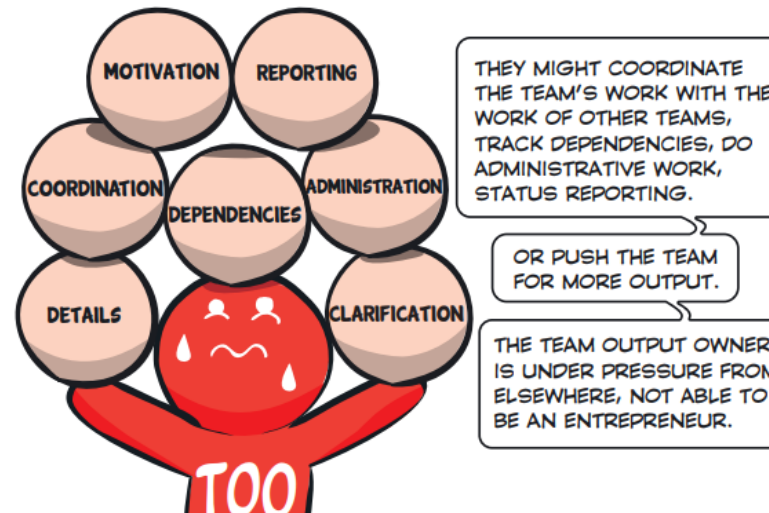 MOTIVATION
REPORTING
COORDINATION
DEPENDENCIES
ADMINISTRATION
DETAILS
CLARIFICATION
TOO
THEY MIGHT COORDINATE
THE TEAM'S WORK WITH THE
WORK OF OTHER TEAMS,
TRACK DEPENDENCIES, DO
ADMINISTRATIVE WORK,
STATUS REPORTING.
OR PUSH THE TEAM
FOR MORE OUTPUT.
THE TEAM OUTPUT OWNER
IS UNDER PRESSURE FROM
ELSEWHERE, NOT ABLE TO
BE AN ENTREPRENEUR.